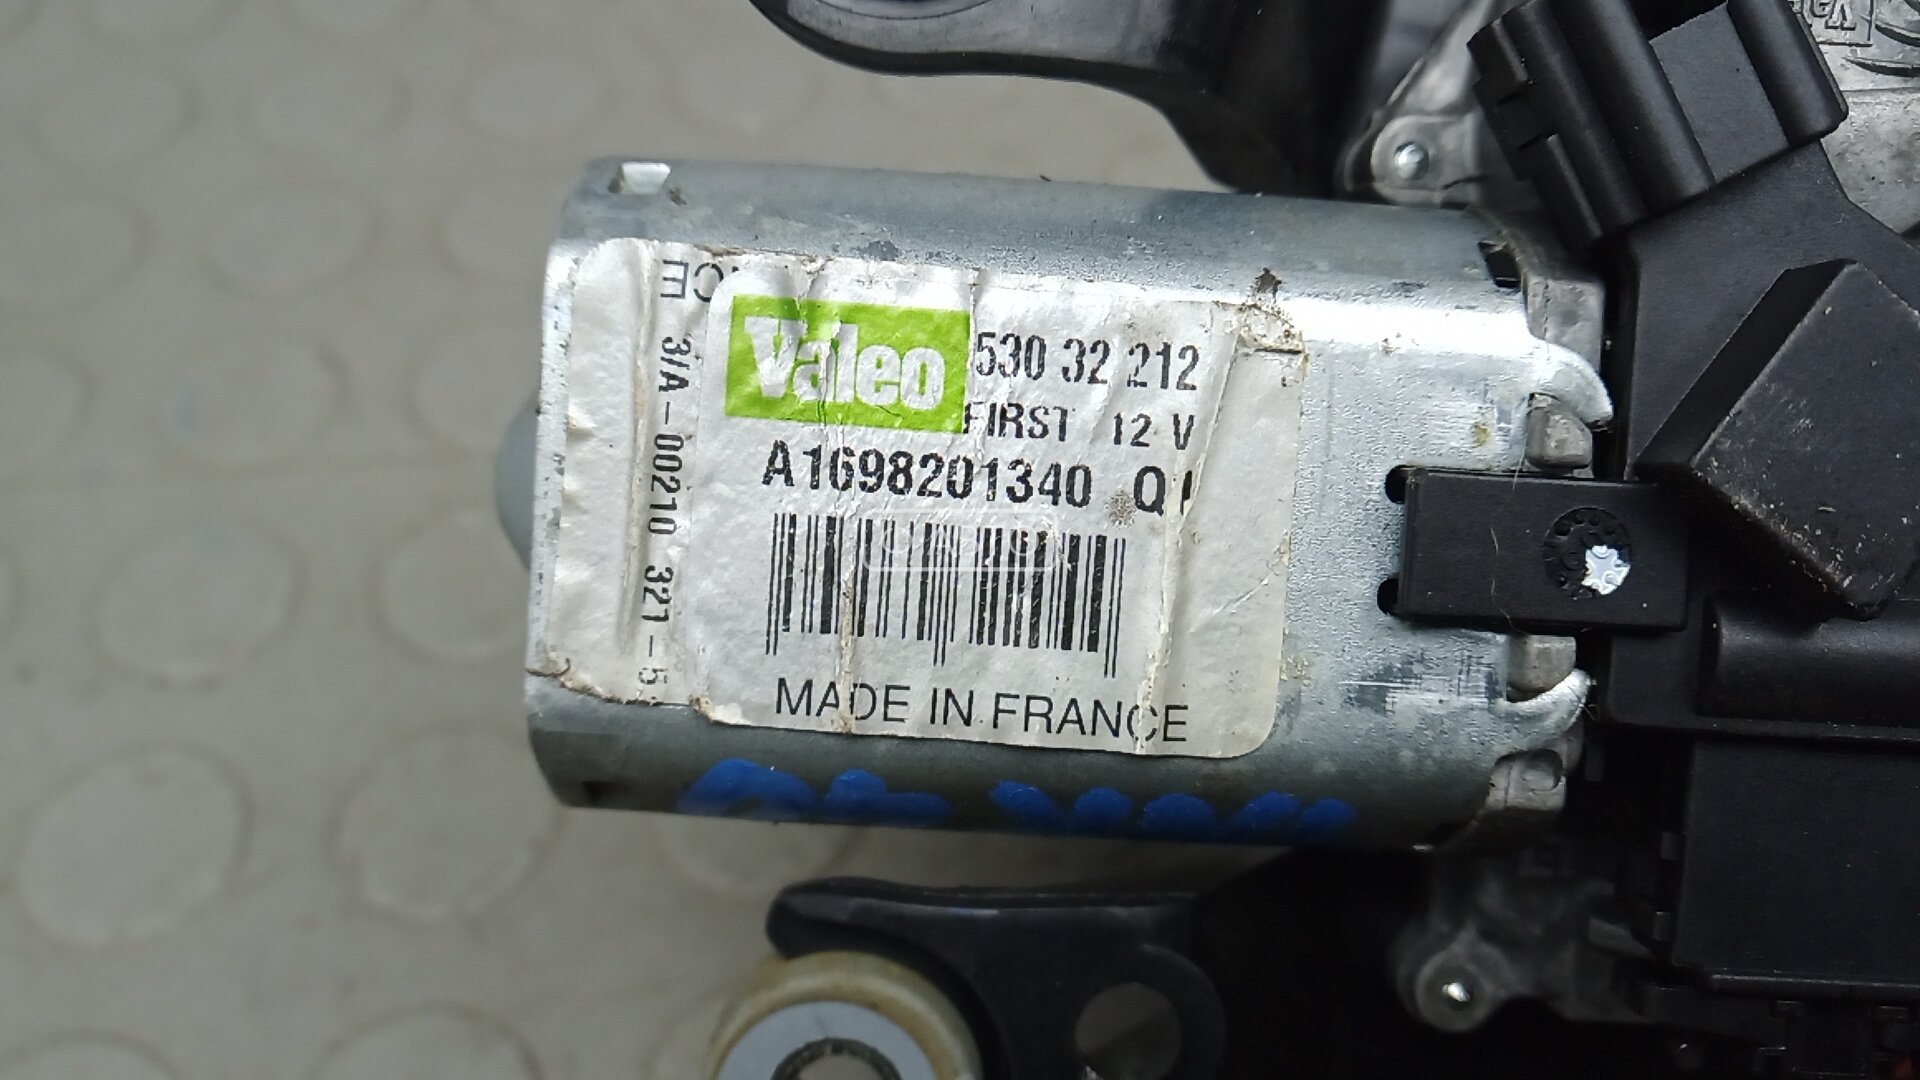 Valeo
530 32 212
FIRST 12 V
A1698201340
MADE IN FRANCE
3/A-00210 321-5